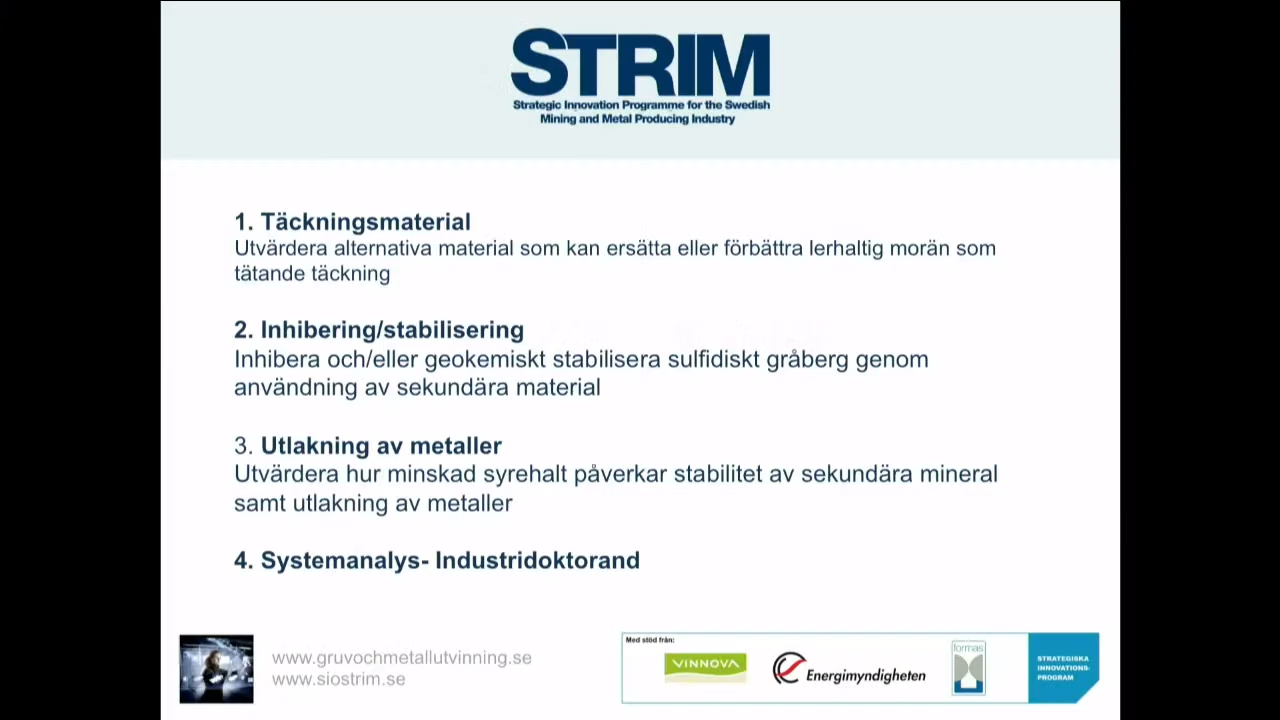 STRIM
Strategic Innovation Programme for the Swedish
Mining and Metal Producing Industry
1. Täckningsmaterial
Utvärdera alternativa material som kan ersätta eller förbättra lerhaltig morän som
tätande täckning
2. Inhibering/stabilisering
Inhibera och/eller geokemiskt stabilisera sulfidiskt gråberg genom
användning av sekundära material
3. Utlakning av metaller
Utvärdera hur minskad syrehalt påverkar stabilitet av sekundära mineral
samt utlakning av metaller
4. Systemanalys- Industridoktorand
www.gruvochmetallutvinning.se
www.siostrim.se
Med stöd från:
VINNOVA
Energimyndigheten
formas
STRATEGISKA
INNOVATIONS-
PROGRAM